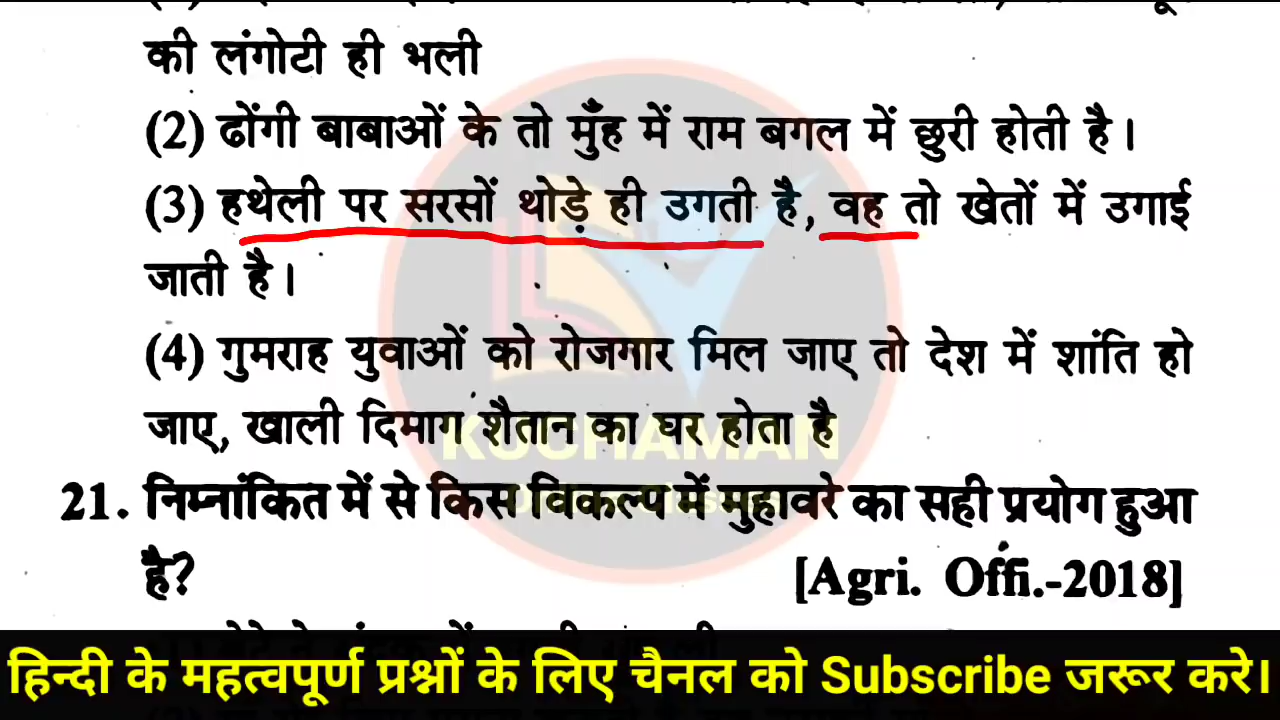 की लंगोटी ही भली
(2) ढोंगी बाबाओं के तो मुँह में राम बगल में छुरी होती है।
(3) हथेली पर सरसों थोड़े ही उगती है, वह तो खेतों में उगाई
जाती है।
(4) गुमराह युवाओं को रोजगार मिल जाए तो देश में शांति हो
जाए, खाली दिमाग शैतान का घर होता है
KUCHAMAN
21. निम्नांकित में से किस विकल्प में मुहावरे का सही प्रयोग हुआ
है? [Agri. Offi.-2018]
हिन्दी के महत्वपूर्ण प्रश्नों के लिए चैनल को Subscribe जरूर करे।